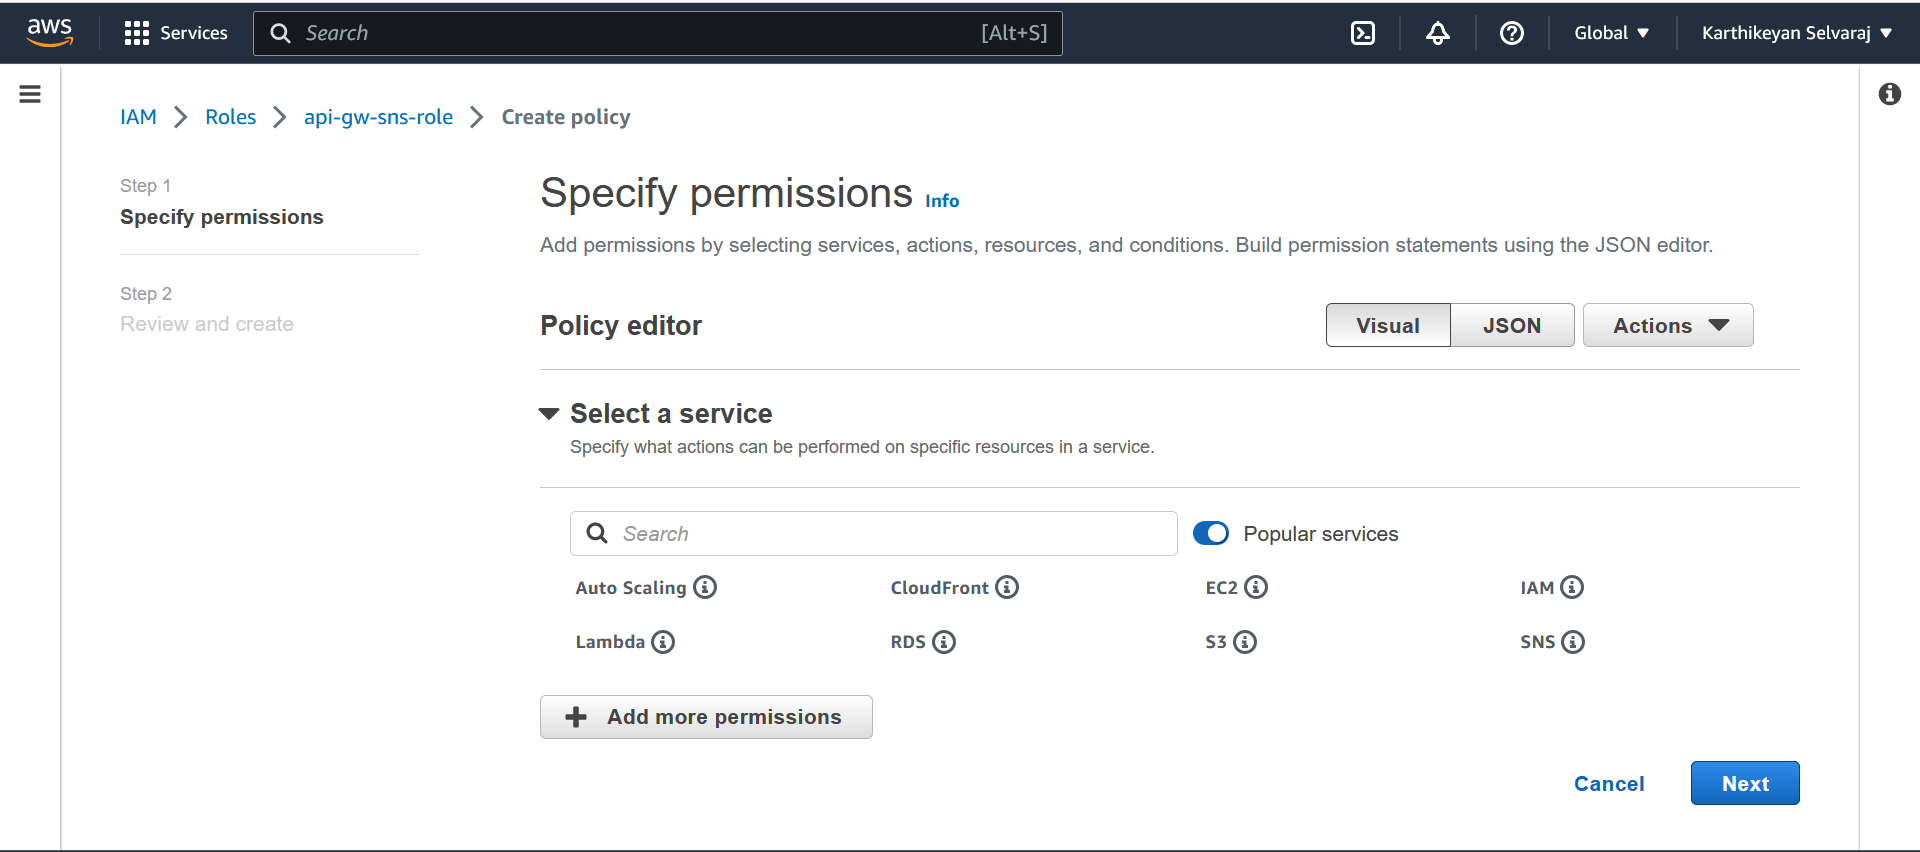 aws Services Search [Alt+S] Global Karthikeyan Selvaraj
IAM Roles api-gw-sns-role Create policy
Step 1
Specify permissions
Step 2
Review and create
Specify permissions Info
Add permissions by selecting services, actions, resources, and conditions. Build permission statements using the JSON editor.
Policy editor Visual JSON Actions
Select a service
Specify what actions can be performed on specific resources in a service.
Search Popular services
Auto Scaling CloudFront EC2 IAM
Lambda RDS S3 SNS
Add more permissions
Cancel Next